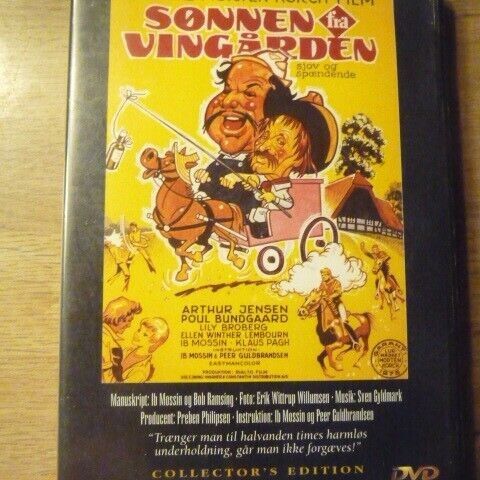 SØNNEN fra
VINGÅRDEN
sjov og
spændende
ARTHUR JENSEN
POUL BUNDGAARD
LILY BROBERG
ELLEN WINTHER LEMBOURN
IB MOSSIN - KLAUS PAGH
INSTRUKTION:
IB MOSSIN & PEER GULDBRANDSEN
EASTMANCOLOR
PRODUKTION: RIALTO FILM
Manuskript: Ib Mossin og Bob Ramsing · Foto: Erik Wittrup Willumsen · Musik: Sven Gyldmark
Producent: Preben Philipsen · Instruktion: Ib Mossin og Peer Guldbrandsen
“Trænger man til halvanden times harmløs
underholdning, går man ikke forgæves!”
COLLECTOR'S EDITION
DVD